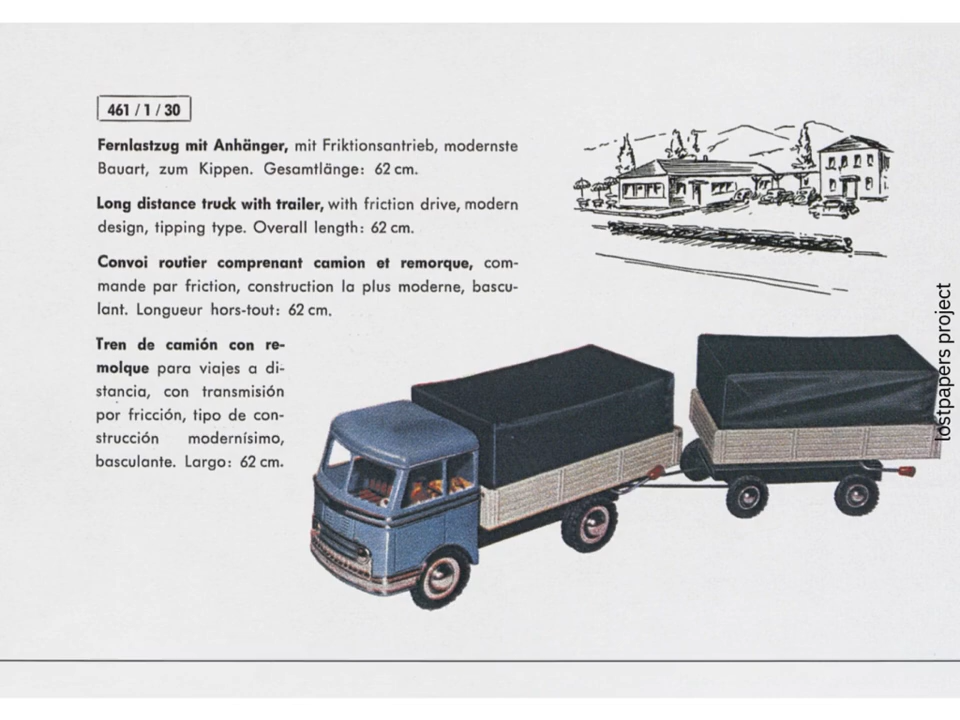 461 / 1 / 30
Fernlastzug mit Anhänger, mit Friktionsantrieb, modernste
Bauart, zum Kippen. Gesamtlänge: 62 cm.
Long distance truck with trailer, with friction drive, modern
design, tipping type. Overall length: 62 cm.
Convoi routier comprenant camion et remorque, com-
mande par friction, construction la plus moderne, bascu-
lant. Longueur hors-tout: 62 cm.
Tren de camión con re-
molque para viajes a di-
stancia, con transmisión
por fricción, tipo de con-
strucción modernísimo,
basculante. Largo: 62 cm.
lostpapers project